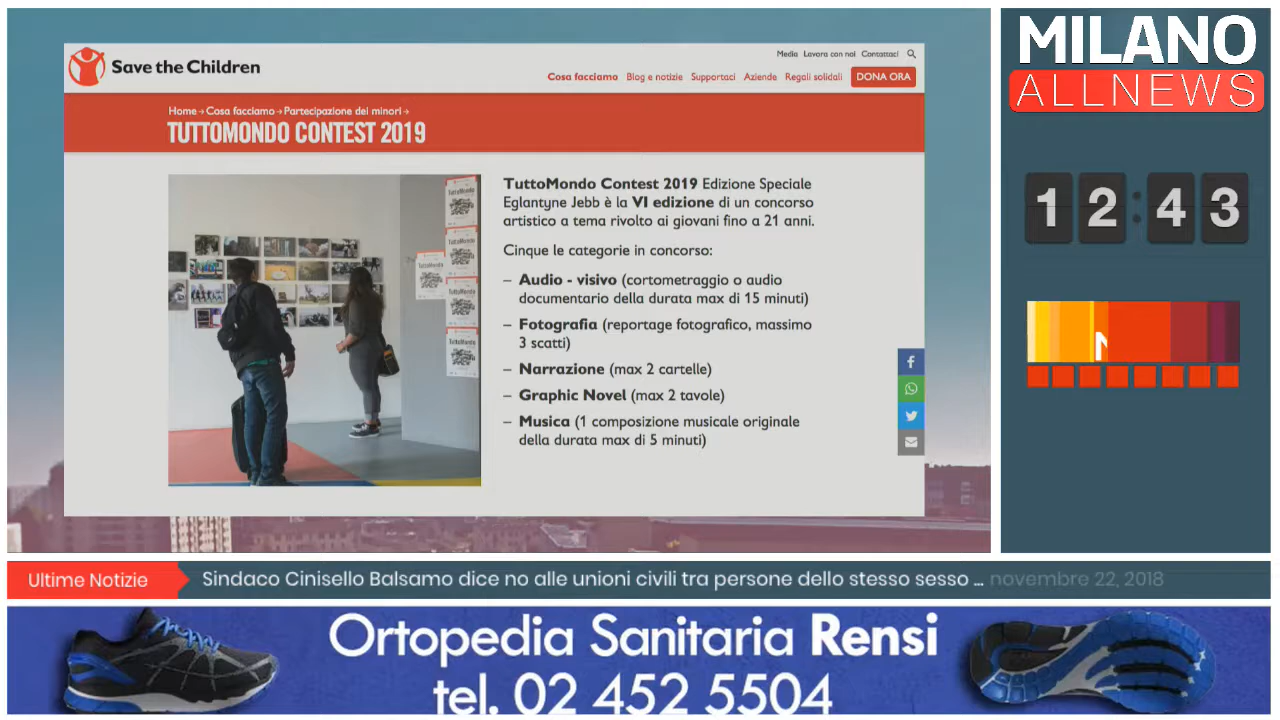 Save the Children
Media Lavora con noi Contattaci
Cosa facciamo Blog e notizie Supportaci Aziende Regali solidali DONA ORA
Home → Cosa facciamo → Partecipazione dei minori →
TUTTOMONDO CONTEST 2019
TuttoMondo
TuttoMondo
TuttoMondo
TuttoMondo
TuttoMondo
TuttoMondo Contest 2019 Edizione Speciale
Eglantyne Jebb è la VI edizione di un concorso
artistico a tema rivolto ai giovani fino a 21 anni.
Cinque le categorie in concorso:
– Audio - visivo (cortometraggio o audio
documentario della durata max di 15 minuti)
– Fotografia (reportage fotografico, massimo
3 scatti)
– Narrazione (max 2 cartelle)
– Graphic Novel (max 2 tavole)
– Musica (1 composizione musicale originale
della durata max di 5 minuti)
MILANO
ALLNEWS
12:43
Ultime Notizie
Sindaco Cinisello Balsamo dice no alle unioni civili tra persone dello stesso sesso ... novembre 22, 2018
Ortopedia Sanitaria Rensi
tel. 02 452 5504